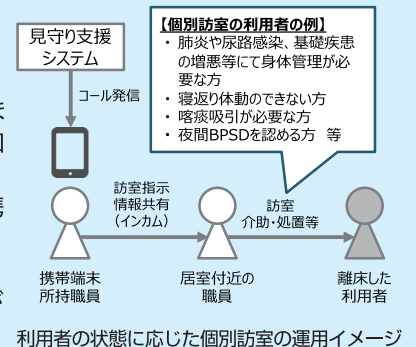 見守り支援
システム
コール発信
【個別訪室の利用者の例】
・ 肺炎や尿路感染、基礎疾患
の増悪等にて身体管理が必
要な方
・ 寝返り体動のできない方
・ 喀痰吸引が必要な方
・ 夜間BPSDを認める方 等
訪室指示
情報共有
(インカム)
訪室
介助・処置等
携帯端末
所持職員
居室付近の
職員
離床した
利用者
利用者の状態に応じた個別訪室の運用イメージ